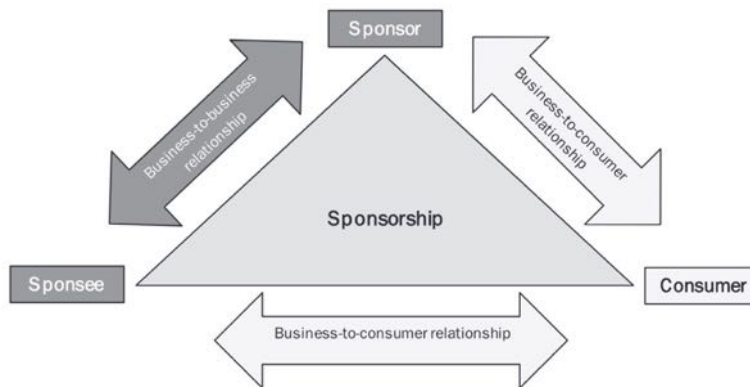 Sponsor
Business-to-business
relationship
Business-to-consumer
relationship
Sponsorship
Sponsee
Consumer
Business-to-consumer relationship